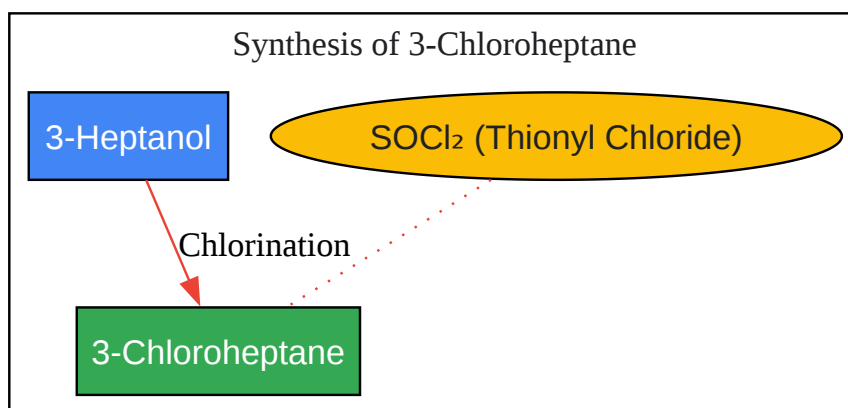 Synthesis of 3-Chloroheptane
3-Heptanol
SOCl₂ (Thionyl Chloride)
Chlorination
3-Chloroheptane